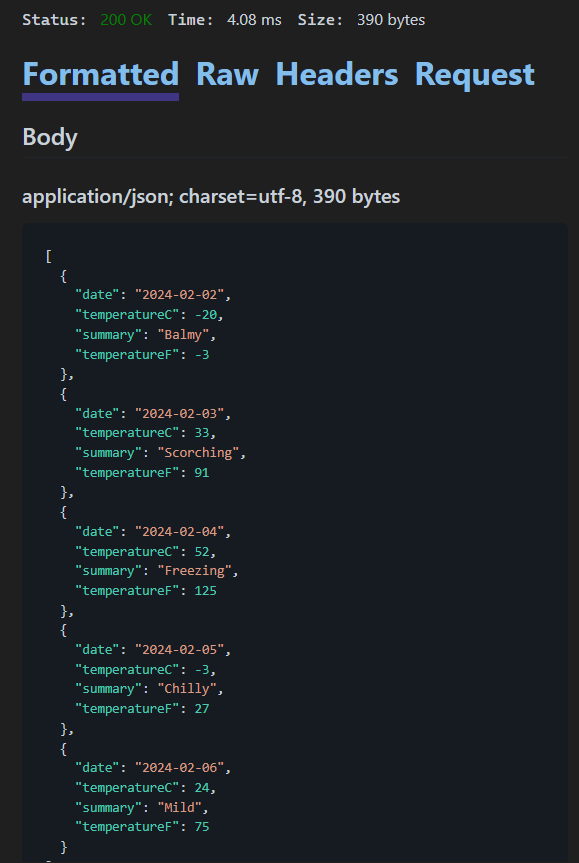 Status: 200 OK Time: 4.08 ms Size: 390 bytes
Formatted Raw Headers Request
Body
application/json; charset=utf-8, 390 bytes
[
  {
    "date": "2024-02-02",
    "temperatureC": -20,
    "summary": "Balmy",
    "temperatureF": -3
  },
  {
    "date": "2024-02-03",
    "temperatureC": 33,
    "summary": "Scorching",
    "temperatureF": 91
  },
  {
    "date": "2024-02-04",
    "temperatureC": 52,
    "summary": "Freezing",
    "temperatureF": 125
  },
  {
    "date": "2024-02-05",
    "temperatureC": -3,
    "summary": "Chilly",
    "temperatureF": 27
  },
  {
    "date": "2024-02-06",
    "temperatureC": 24,
    "summary": "Mild",
    "temperatureF": 75
  }